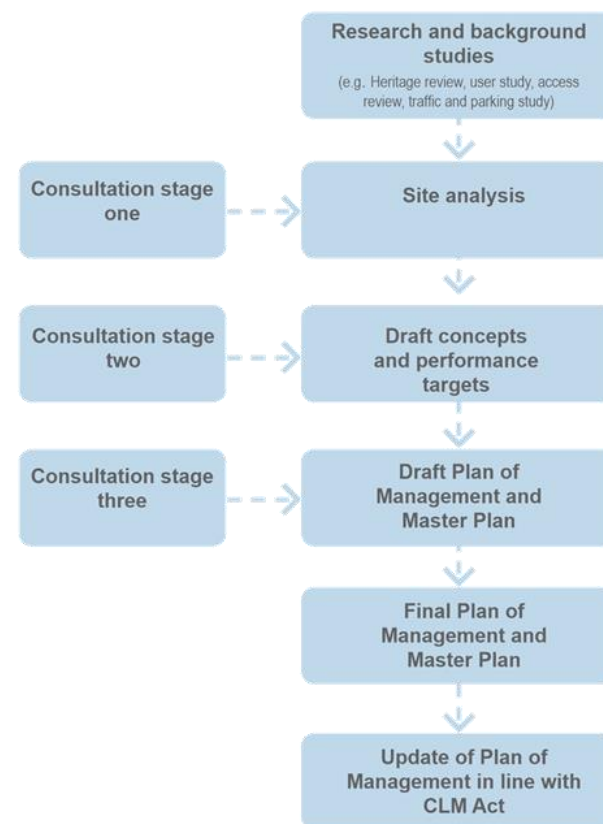 Research and background
studies
(e.g. Heritage review, user study, access
review, traffic and parking study)
Consultation stage
one
Site analysis
Consultation stage
two
Draft concepts
and performance
targets
Consultation stage
three
Draft Plan of
Management and
Master Plan
Final Plan of
Management and
Master Plan
Update of Plan of
Management in line with
CLM Act